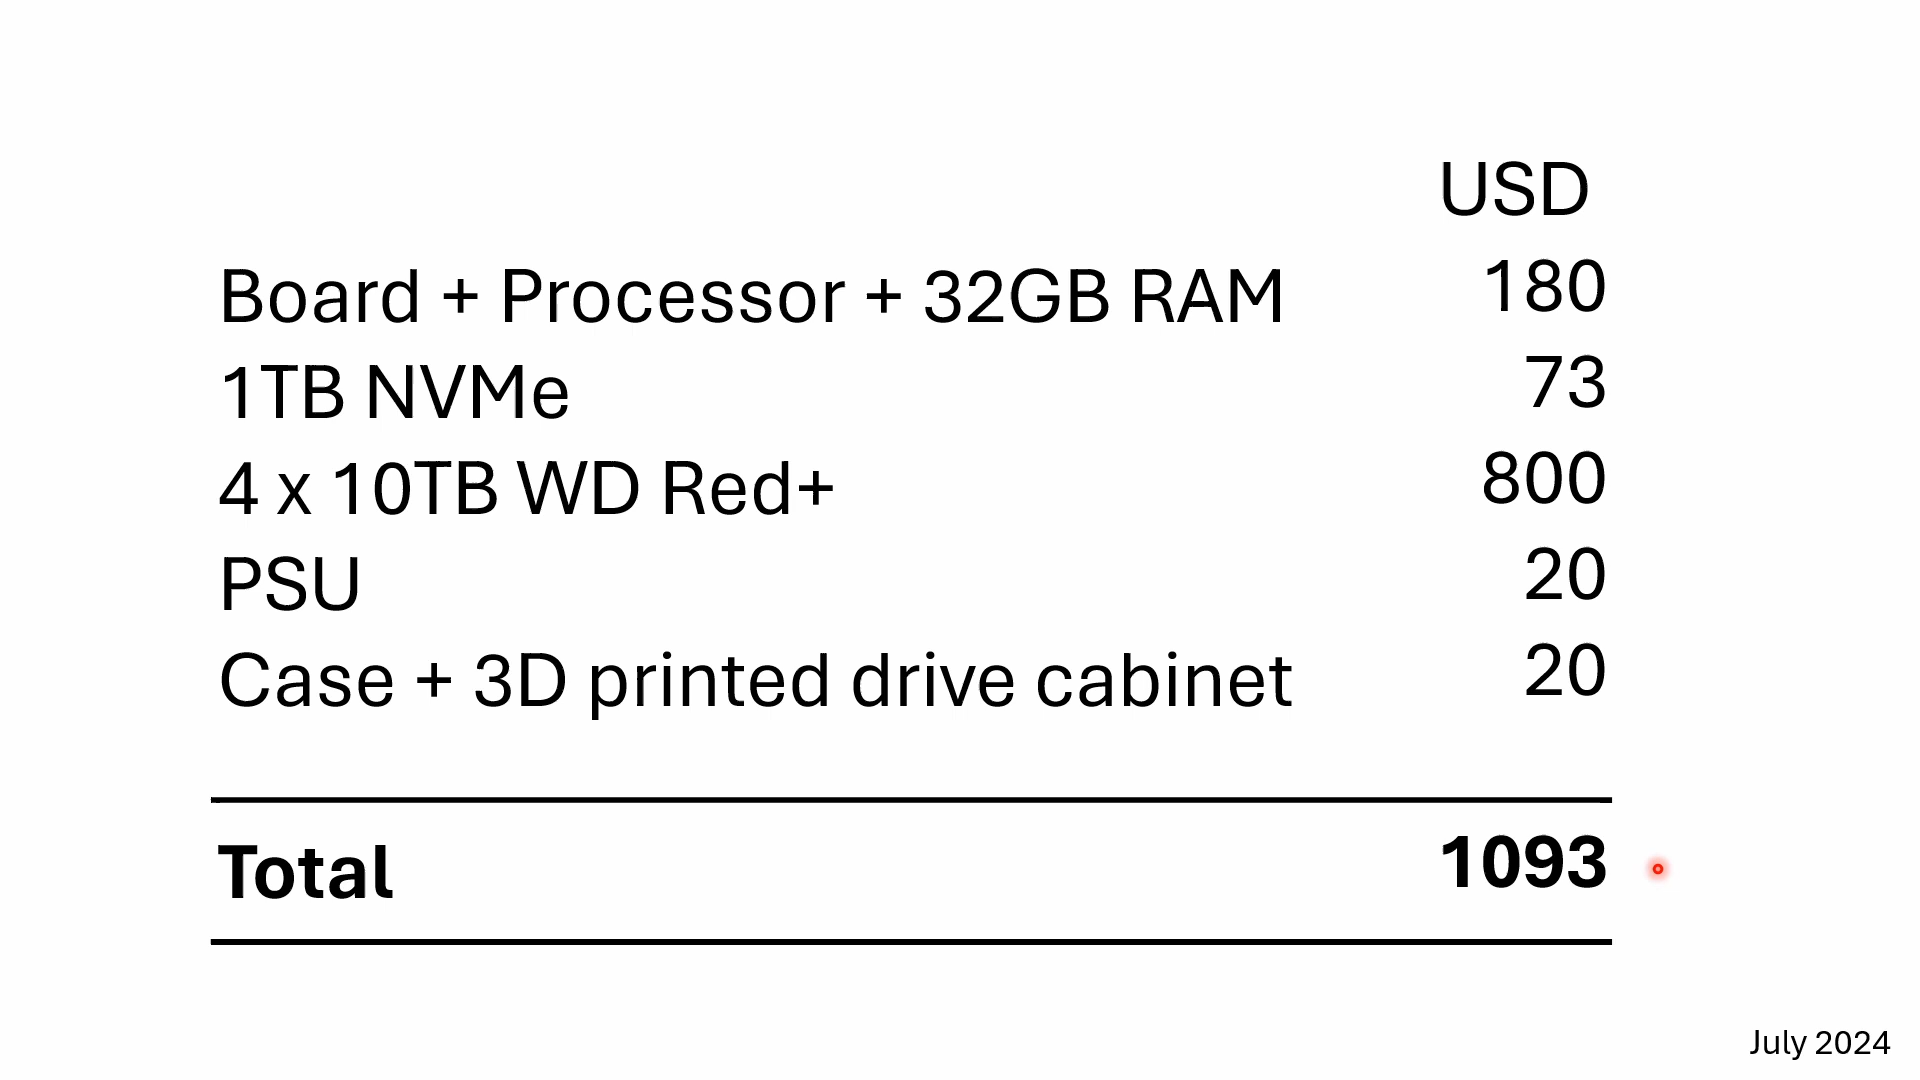 USD
Board + Processor + 32GB RAM 180
1TB NVMe 73
4 x 10TB WD Red+ 800
PSU 20
Case + 3D printed drive cabinet 20
Total 1093
July 2024